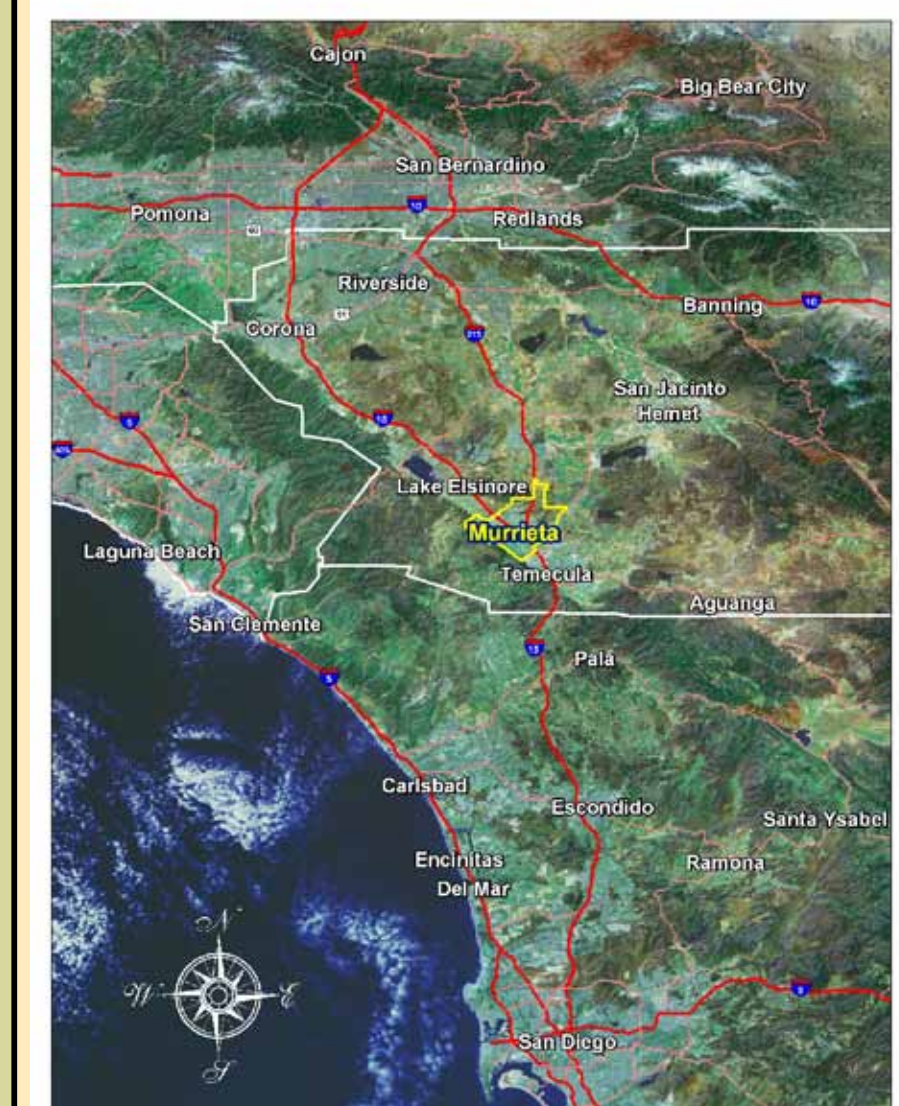 Cajon
Big Bear City
San Bernardino
10
Pomona
Redlands
Riverside
Banning
10
Corona
215
San Jacinto
Hemet
5
15
405
Lake Elsinore
Murrieta
Laguna Beach
Temecula
Aguanga
San Clemente
15
Pala
5
Carlsbad
Escondido
Santa Ysabel
Encinitas
Ramona
Del Mar
N
W
E
S
8
San Diego